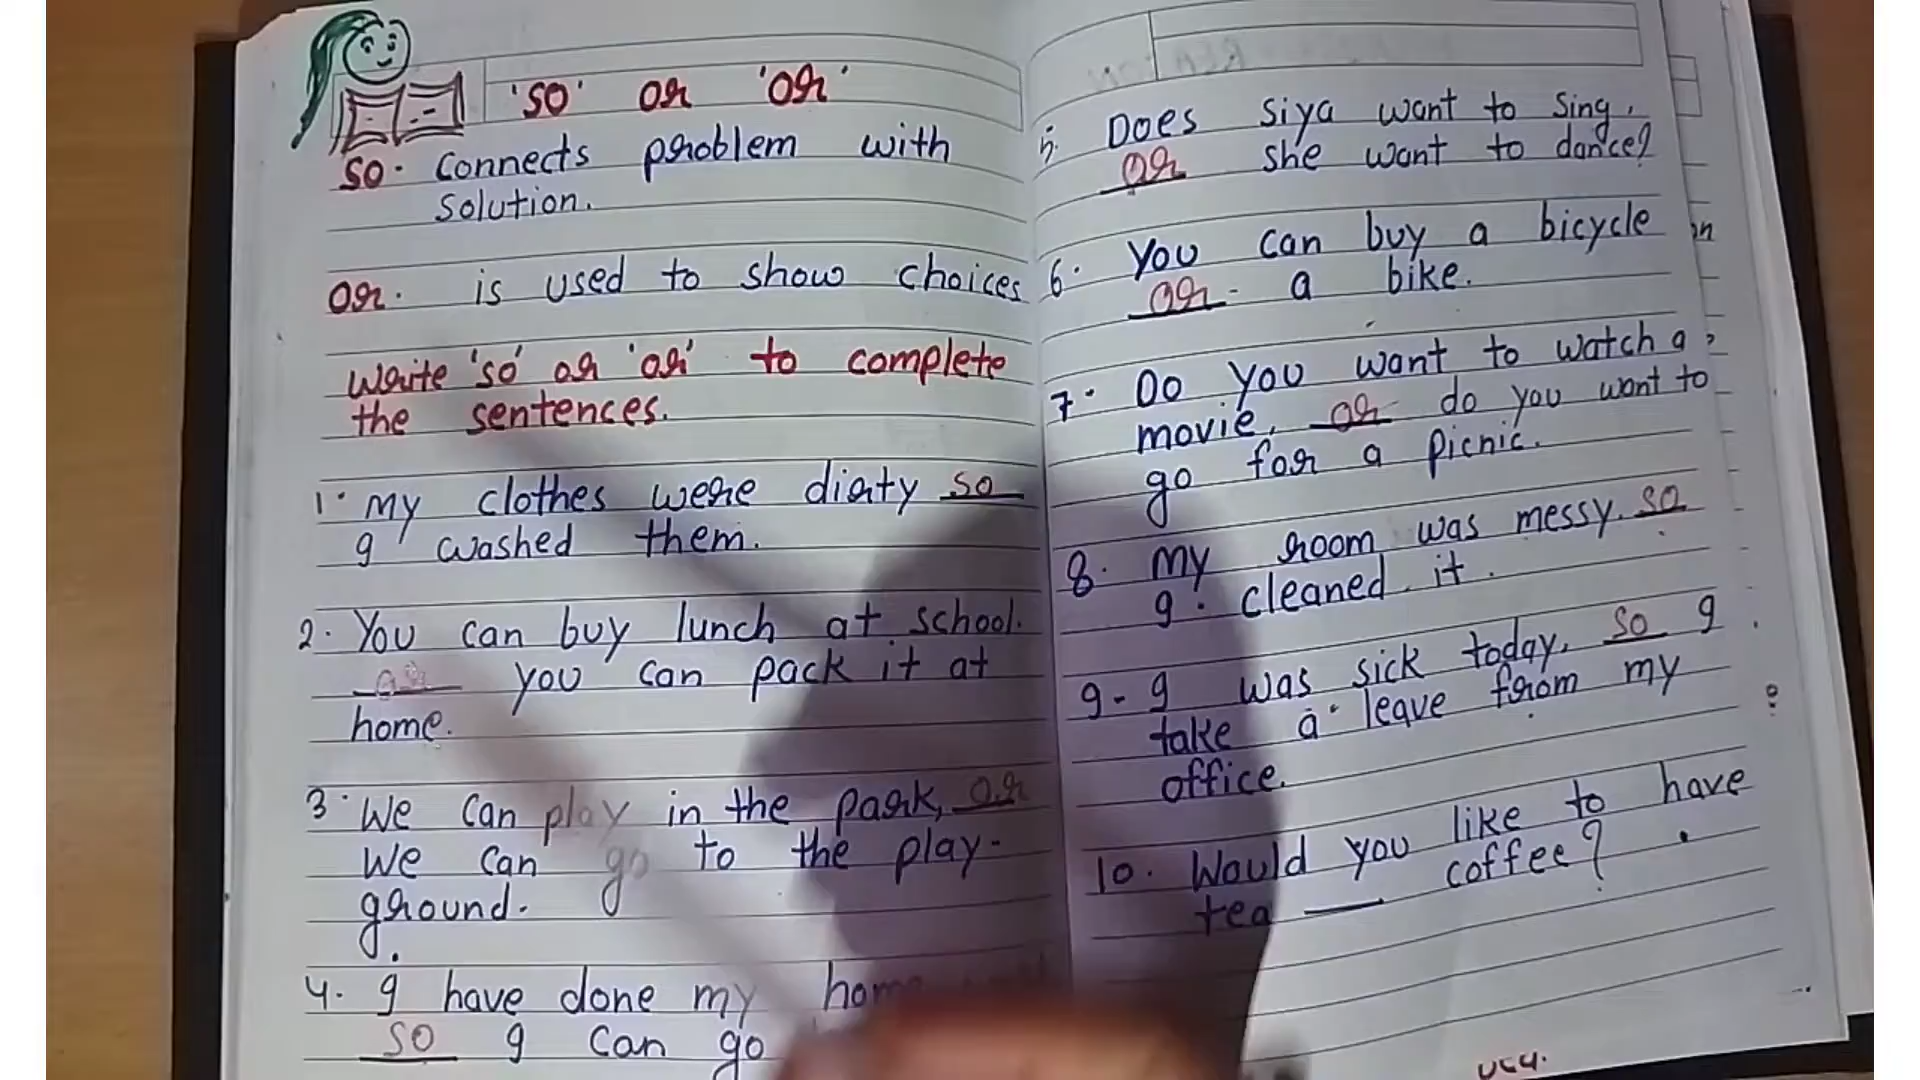 'so' or 'or'
so. connects problem with
solution.
or. is used to show choices
write 'so' or 'or' to complete
the sentences.
1. My clothes were dirty so
I washed them.
2. You can buy lunch at school.
or you can pack it at
home.
3. We can play in the park, or
we can go to the play-
ground.
4. I have done my home
so I can go
5. Does siya want to sing,
or she want to dance?
6. You can buy a bicycle
or a bike.
7. Do you want to watch a
movie, or do you want to
go for a picnic.
8. My room was messy. so
I cleaned it.
9- I was sick today, so I
take a leave from my
office.
10. Would you like to have
tea ___ coffee?